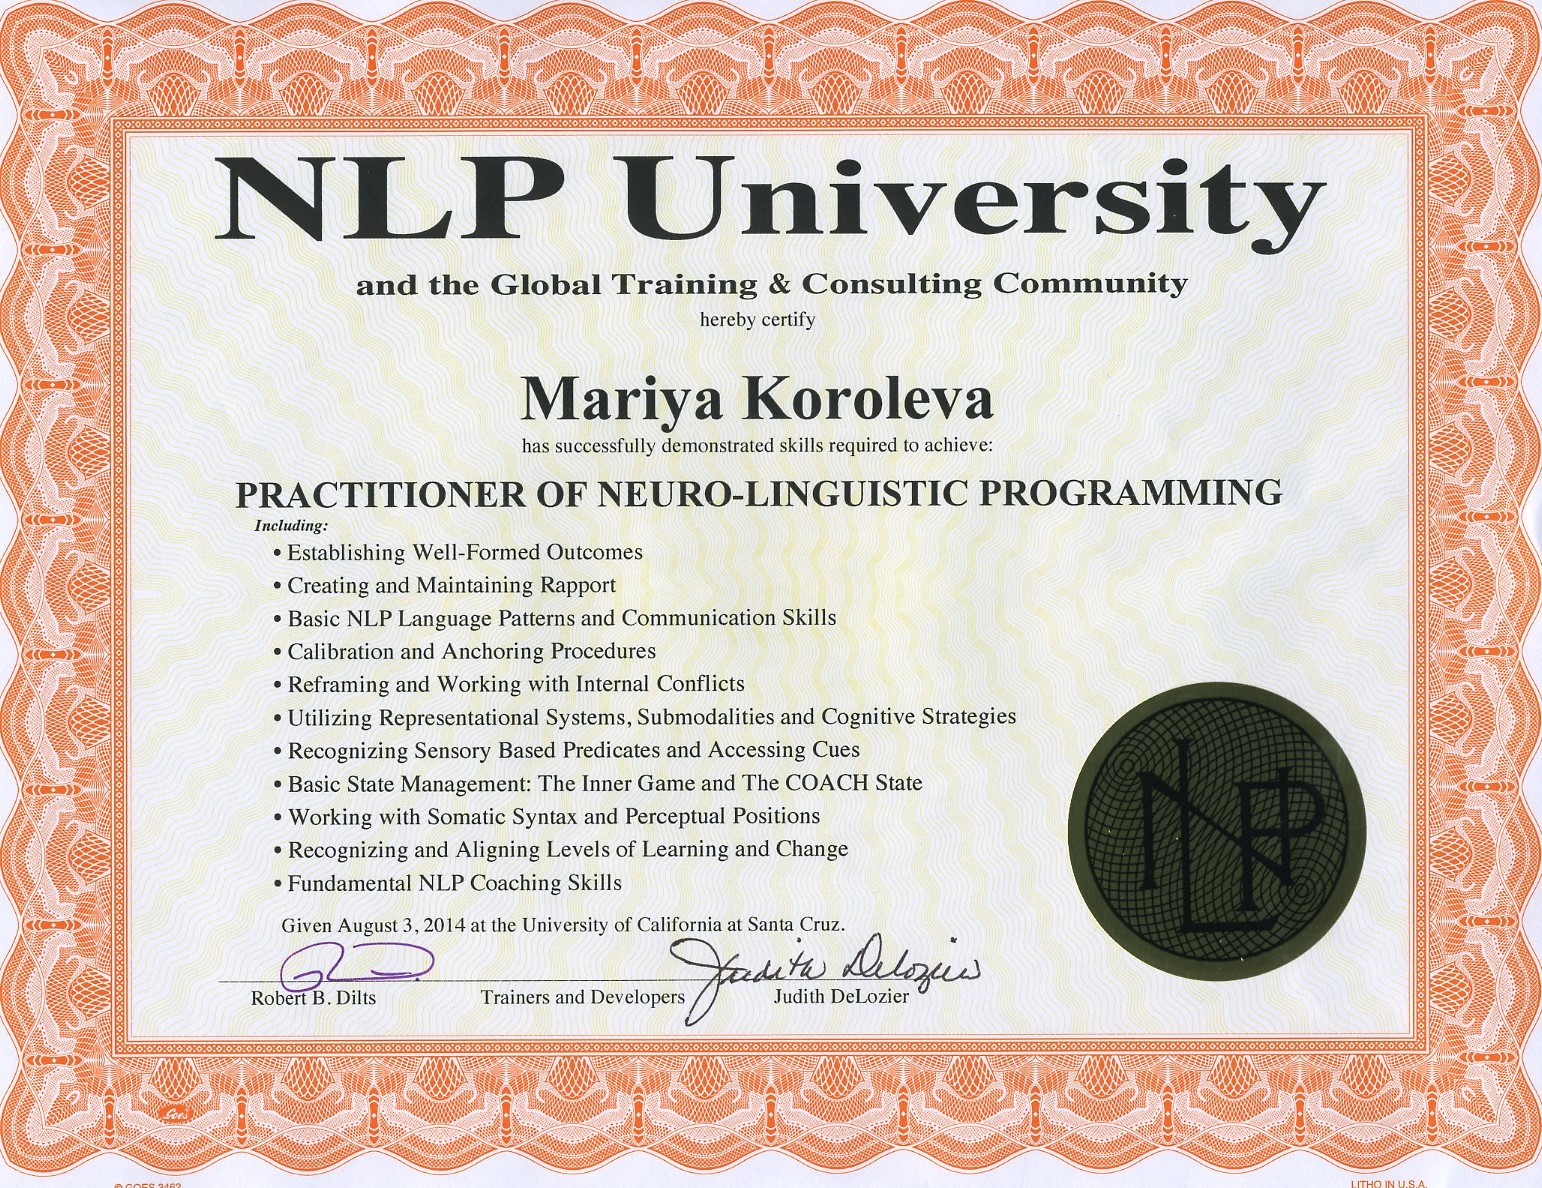 NLP University
and the Global Training & Consulting Community
hereby certify
Mariya Koroleva
has successfully demonstrated skills required to achieve:
PRACTITIONER OF NEURO-LINGUISTIC PROGRAMMING
Including:
• Establishing Well-Formed Outcomes
• Creating and Maintaining Rapport
• Basic NLP Language Patterns and Communication Skills
• Calibration and Anchoring Procedures
• Reframing and Working with Internal Conflicts
• Utilizing Representational Systems, Submodalities and Cognitive Strategies
• Recognizing Sensory Based Predicates and Accessing Cues
• Basic State Management: The Inner Game and The COACH State
• Working with Somatic Syntax and Perceptual Positions
• Recognizing and Aligning Levels of Learning and Change
• Fundamental NLP Coaching Skills
NLP
Given August 3, 2014 at the University of California at Santa Cruz.
Judith DeLozier
Robert B. Dilts Trainers and Developers Judith DeLozier
Goes
© GOES 3462 LITHO IN U.S.A.